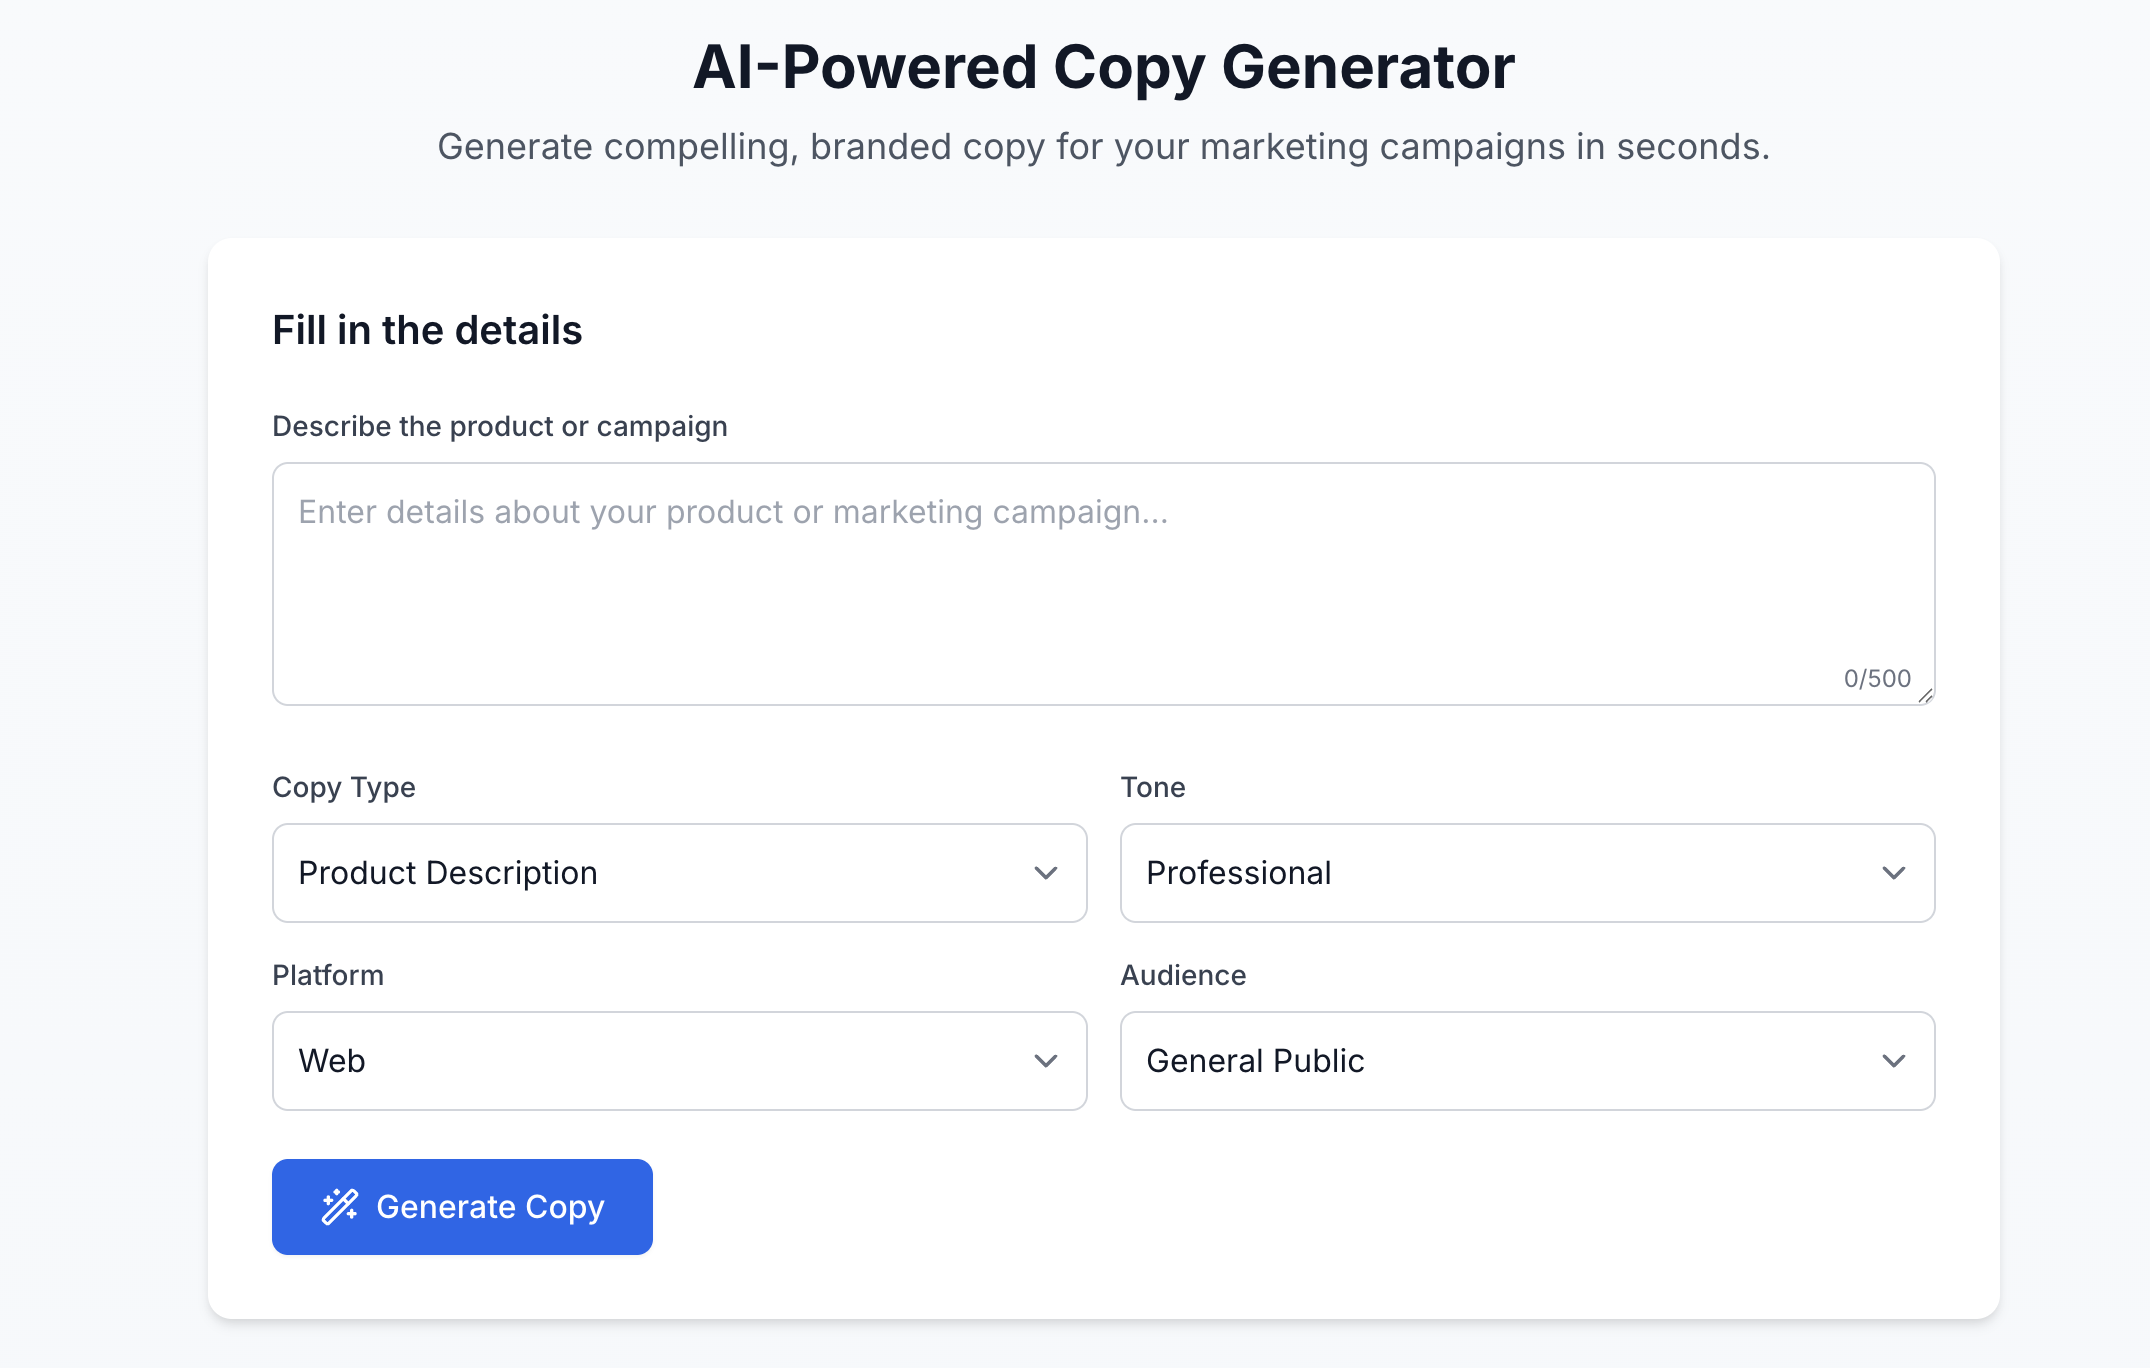 AI-Powered Copy Generator
Generate compelling, branded copy for your marketing campaigns in seconds.
Fill in the details
Describe the product or campaign
Enter details about your product or marketing campaign...
0/500
Copy Type
Tone
Product Description
Professional
Platform
Audience
Web
General Public
Generate Copy